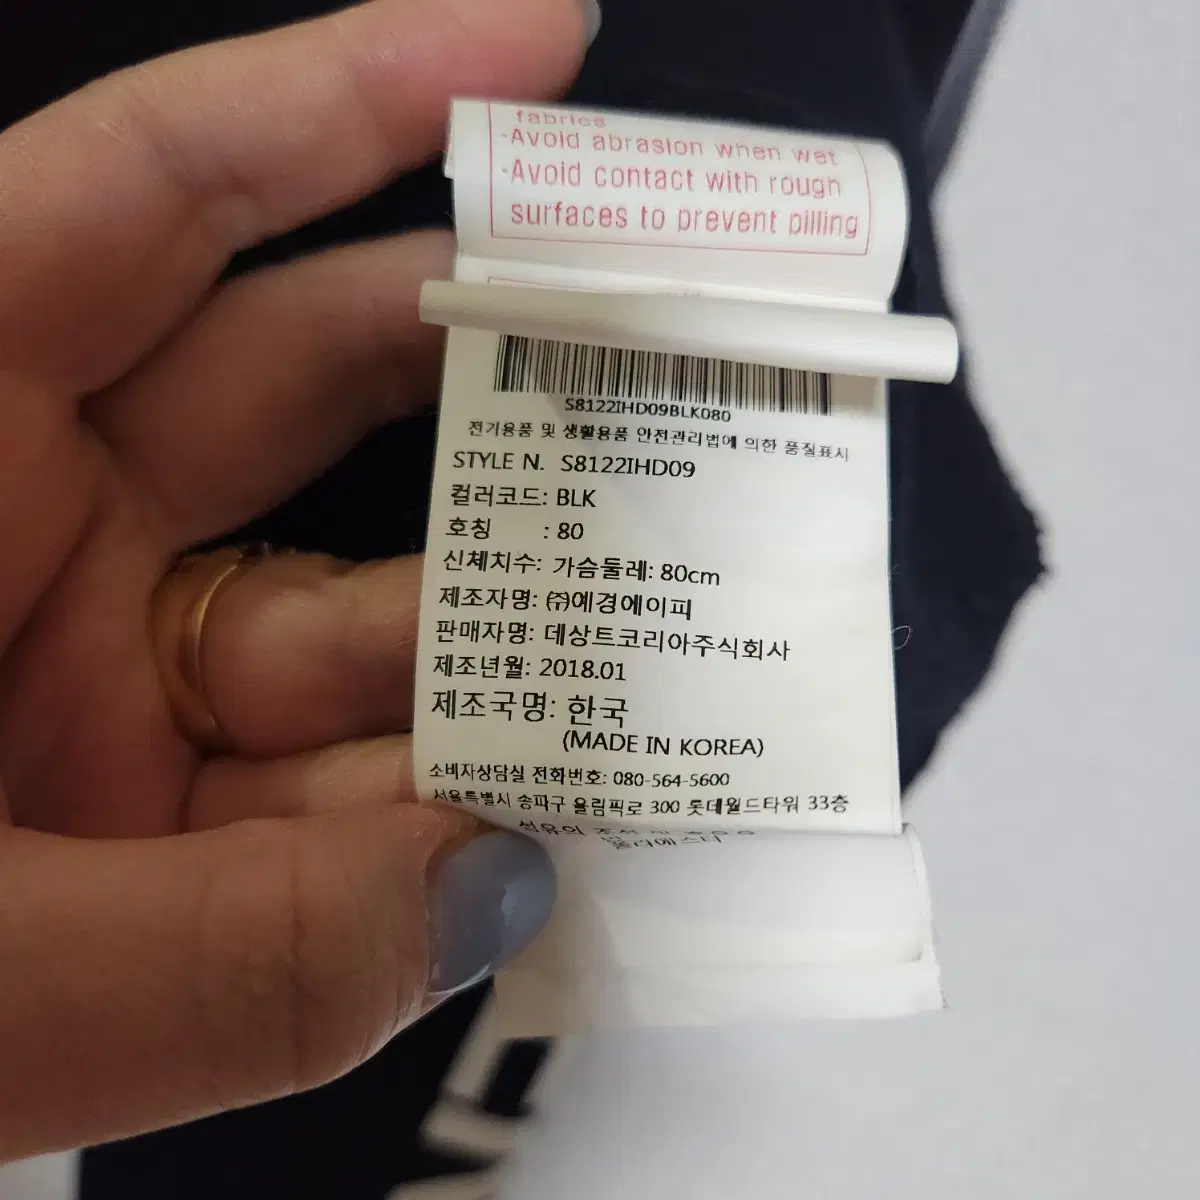 fabrics
-Avoid abrasion when wet
-Avoid contact with rough
surfaces to prevent pilling
S8122IHD09BLK080
전기용품 및 생활용품 안전관리법에 의한 품질표시
STYLE N. S8122IHD09
컬러코드: BLK
호칭 : 80
신체치수: 가슴둘레: 80cm
제조자명: ㈜예경에이피
판매자명: 데상트코리아주식회사
제조년월: 2018.01
제조국명: 한국
(MADE IN KOREA)
소비자상담실 전화번호: 080-564-5600
서울특별시 송파구 올림픽로 300 롯데월드타워 33층
섬유의